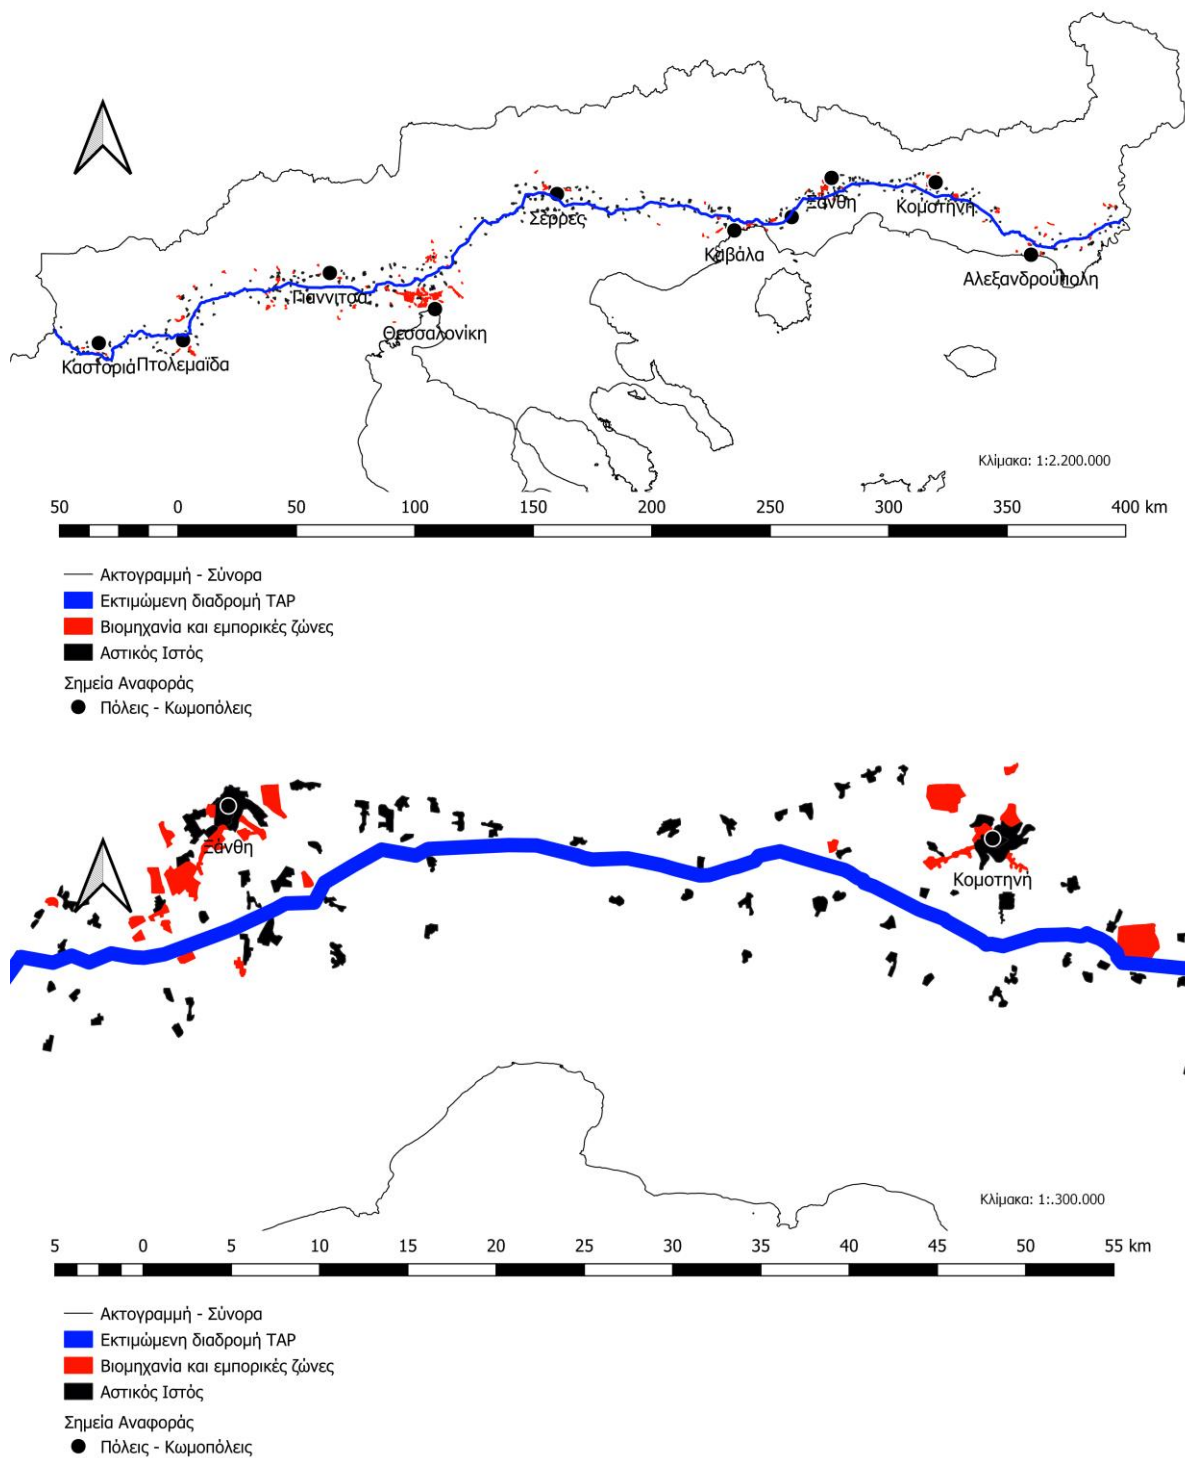 Σέρρες
Ξάνθη
Κομοτηνή
Καβάλα
Αλεξανδρούπολη
Γιαννιτσά
Θεσσαλονίκη
Καστοριά
Πτολεμαΐδα
Κλίμακα: 1:2.200.000
50 0 50 100 150 200 250 300 350 400 km
Ακτογραμμή - Σύνορα
Εκτιμώμενη διαδρομή TAP
Βιομηχανία και εμπορικές ζώνες
Αστικός Ιστός
Σημεία Αναφοράς
Πόλεις - Κωμοπόλεις
Ξάνθη
Κομοτηνή
Κλίμακα: 1:.300.000
5 0 5 10 15 20 25 30 35 40 45 50 55 km
Ακτογραμμή - Σύνορα
Εκτιμώμενη διαδρομή TAP
Βιομηχανία και εμπορικές ζώνες
Αστικός Ιστός
Σημεία Αναφοράς
Πόλεις - Κωμοπόλεις